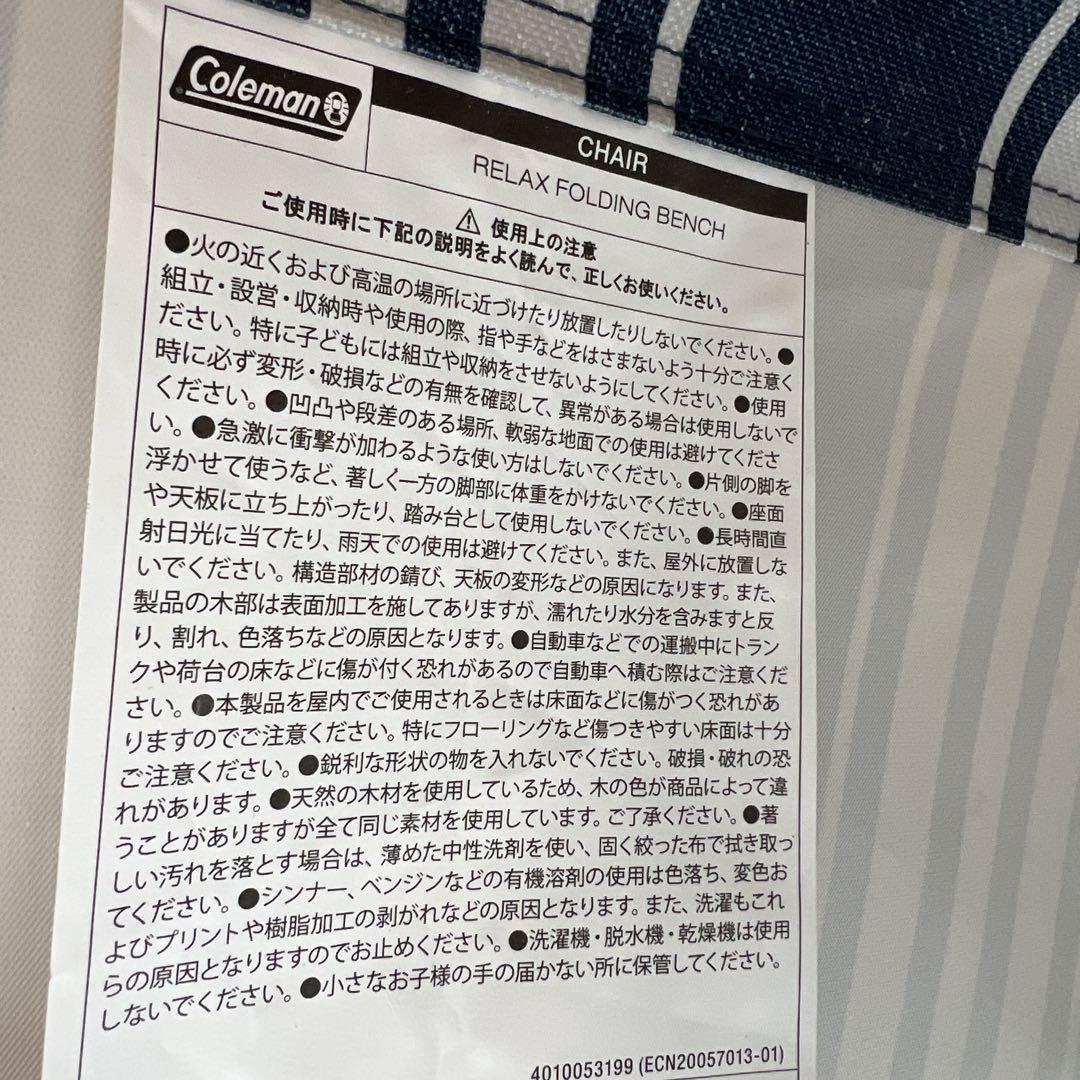 Coleman
CHAIR
RELAX FOLDING BENCH
⚠ 使用上の注意
ご使用時に下記の説明をよく読んで、正しくお使いください。
●火の近くおよび高温の場所に近づけたり放置したりしないでください。●
組立・設営・収納時や使用の際、指や手などをはさまないよう十分ご注意く
ださい。特に子どもには組立や収納をさせないようにしてください。●使用
時に必ず変形・破損などの有無を確認して、異常がある場合は使用しないで
ください。●凹凸や段差のある場所、軟弱な地面での使用は避けてくださ
い。●急激に衝撃が加わるような使い方はしないでください。●片側の脚を
浮かせて使うなど、著しく一方の脚部に体重をかけないでください。●座面
や天板に立ち上がったり、踏み台として使用しないでください。●長時間直
射日光に当てたり、雨天での使用は避けてください。また、屋外に放置しな
いでください。構造部材の錆び、天板の変形などの原因になります。また、
製品の木部は表面加工を施してありますが、濡れたり水分を含みますと反
り、割れ、色落ちなどの原因となります。●自動車などでの運搬中にトラン
クや荷台の床などに傷が付く恐れがあるので自動車へ積む際はご注意くだ
さい。●本製品を屋内でご使用されるときは床面などに傷がつく恐れがあ
りますのでご注意ください。特にフローリングなど傷つきやすい床面は十分
ご注意ください。●鋭利な形状の物を入れないでください。破損・破れの恐
れがあります。●天然の木材を使用しているため、木の色が商品によって違
うことがありますが全て同じ素材を使用しています。ご了承ください。●著
しい汚れを落とす場合は、薄めた中性洗剤を使い、固く絞った布で拭き取っ
てください。●シンナー、ベンジンなどの有機溶剤の使用は色落ち、変色お
よびプリントや樹脂加工の剥がれなどの原因となります。また、洗濯もこれ
らの原因となりますのでお止めください。●洗濯機・脱水機・乾燥機は使用
しないでください。●小さなお子様の手の届かない所に保管してください。
4010053199 (ECN20057013-01)